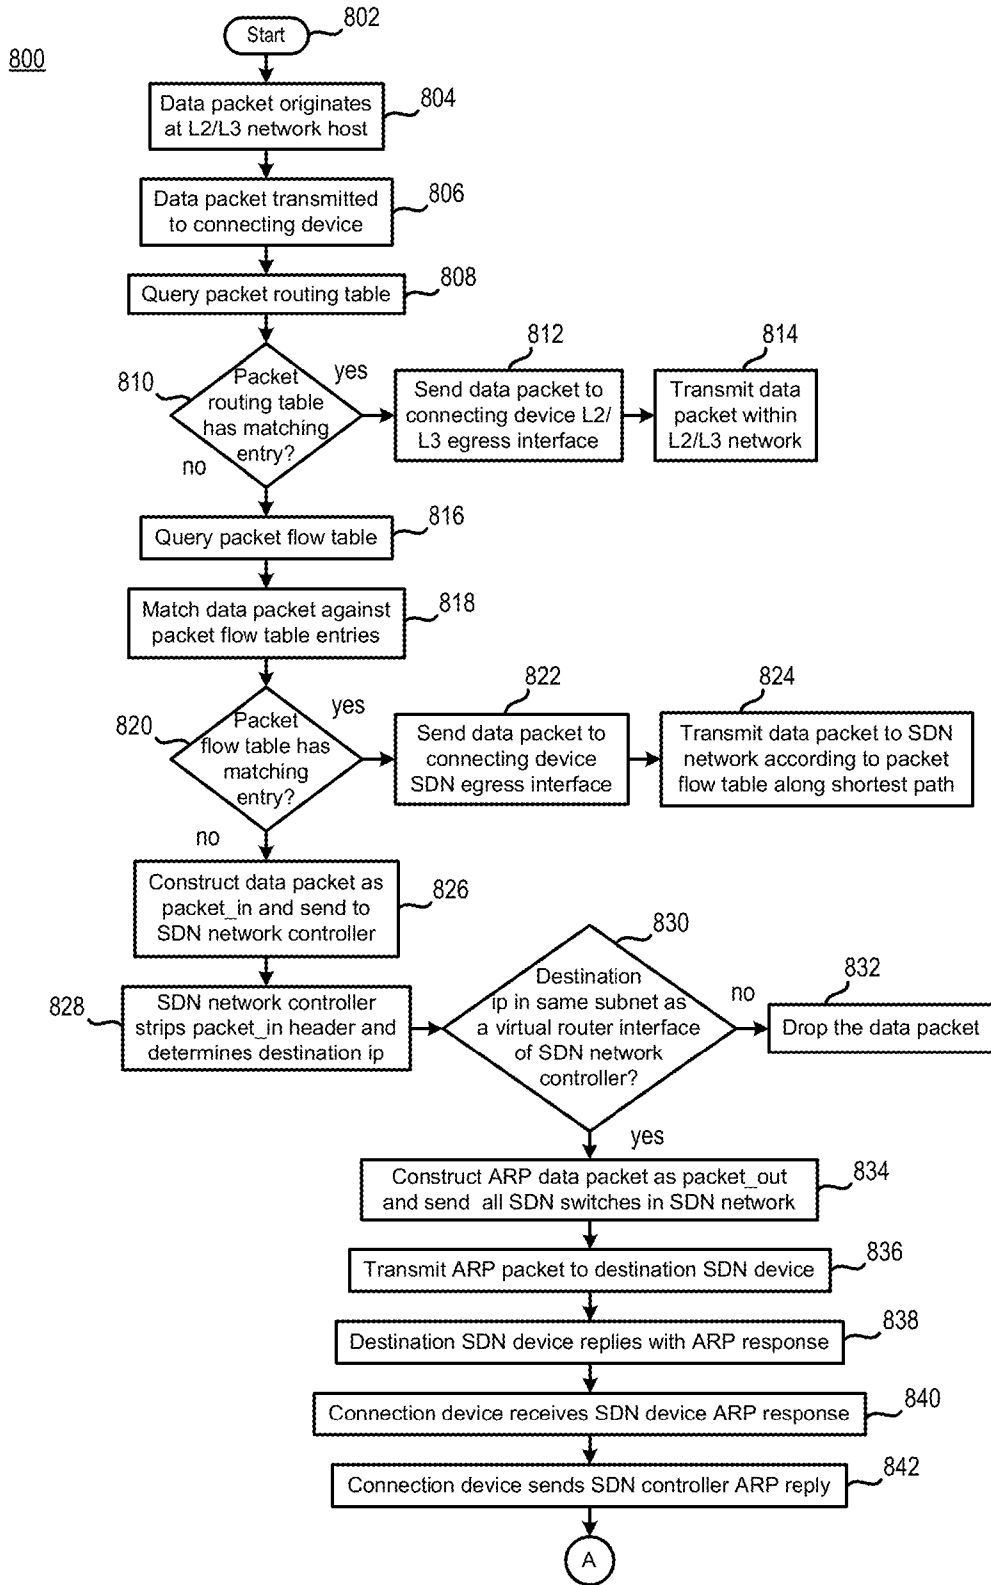 800
Start
802
Data packet originates
at L2/L3 network host
804
Data packet transmitted
to connecting device
806
Query packet routing table
808
810
Packet
routing table
has matching
entry?
yes
no
Send data packet to
connecting device L2/
L3 egress interface
812
Transmit data
packet within
L2/L3 network
814
Query packet flow table
816
Match data packet against
packet flow table entries
818
820
Packet
flow table has
matching
entry?
yes
no
Send data packet to
connecting device
SDN egress interface
822
Transmit data packet to SDN
network according to packet
flow table along shortest path
824
Construct data packet as
packet_in and send to
SDN network controller
826
828
SDN network controller
strips packet_in header and
determines destination ip
Destination
ip in same subnet as
a virtual router interface
of SDN network
controller?
830
no
yes
Drop the data packet
832
Construct ARP data packet as packet_out
and send all SDN switches in SDN network
834
Transmit ARP packet to destination SDN device
836
Destination SDN device replies with ARP response
838
Connection device receives SDN device ARP response
840
Connection device sends SDN controller ARP reply
842
A